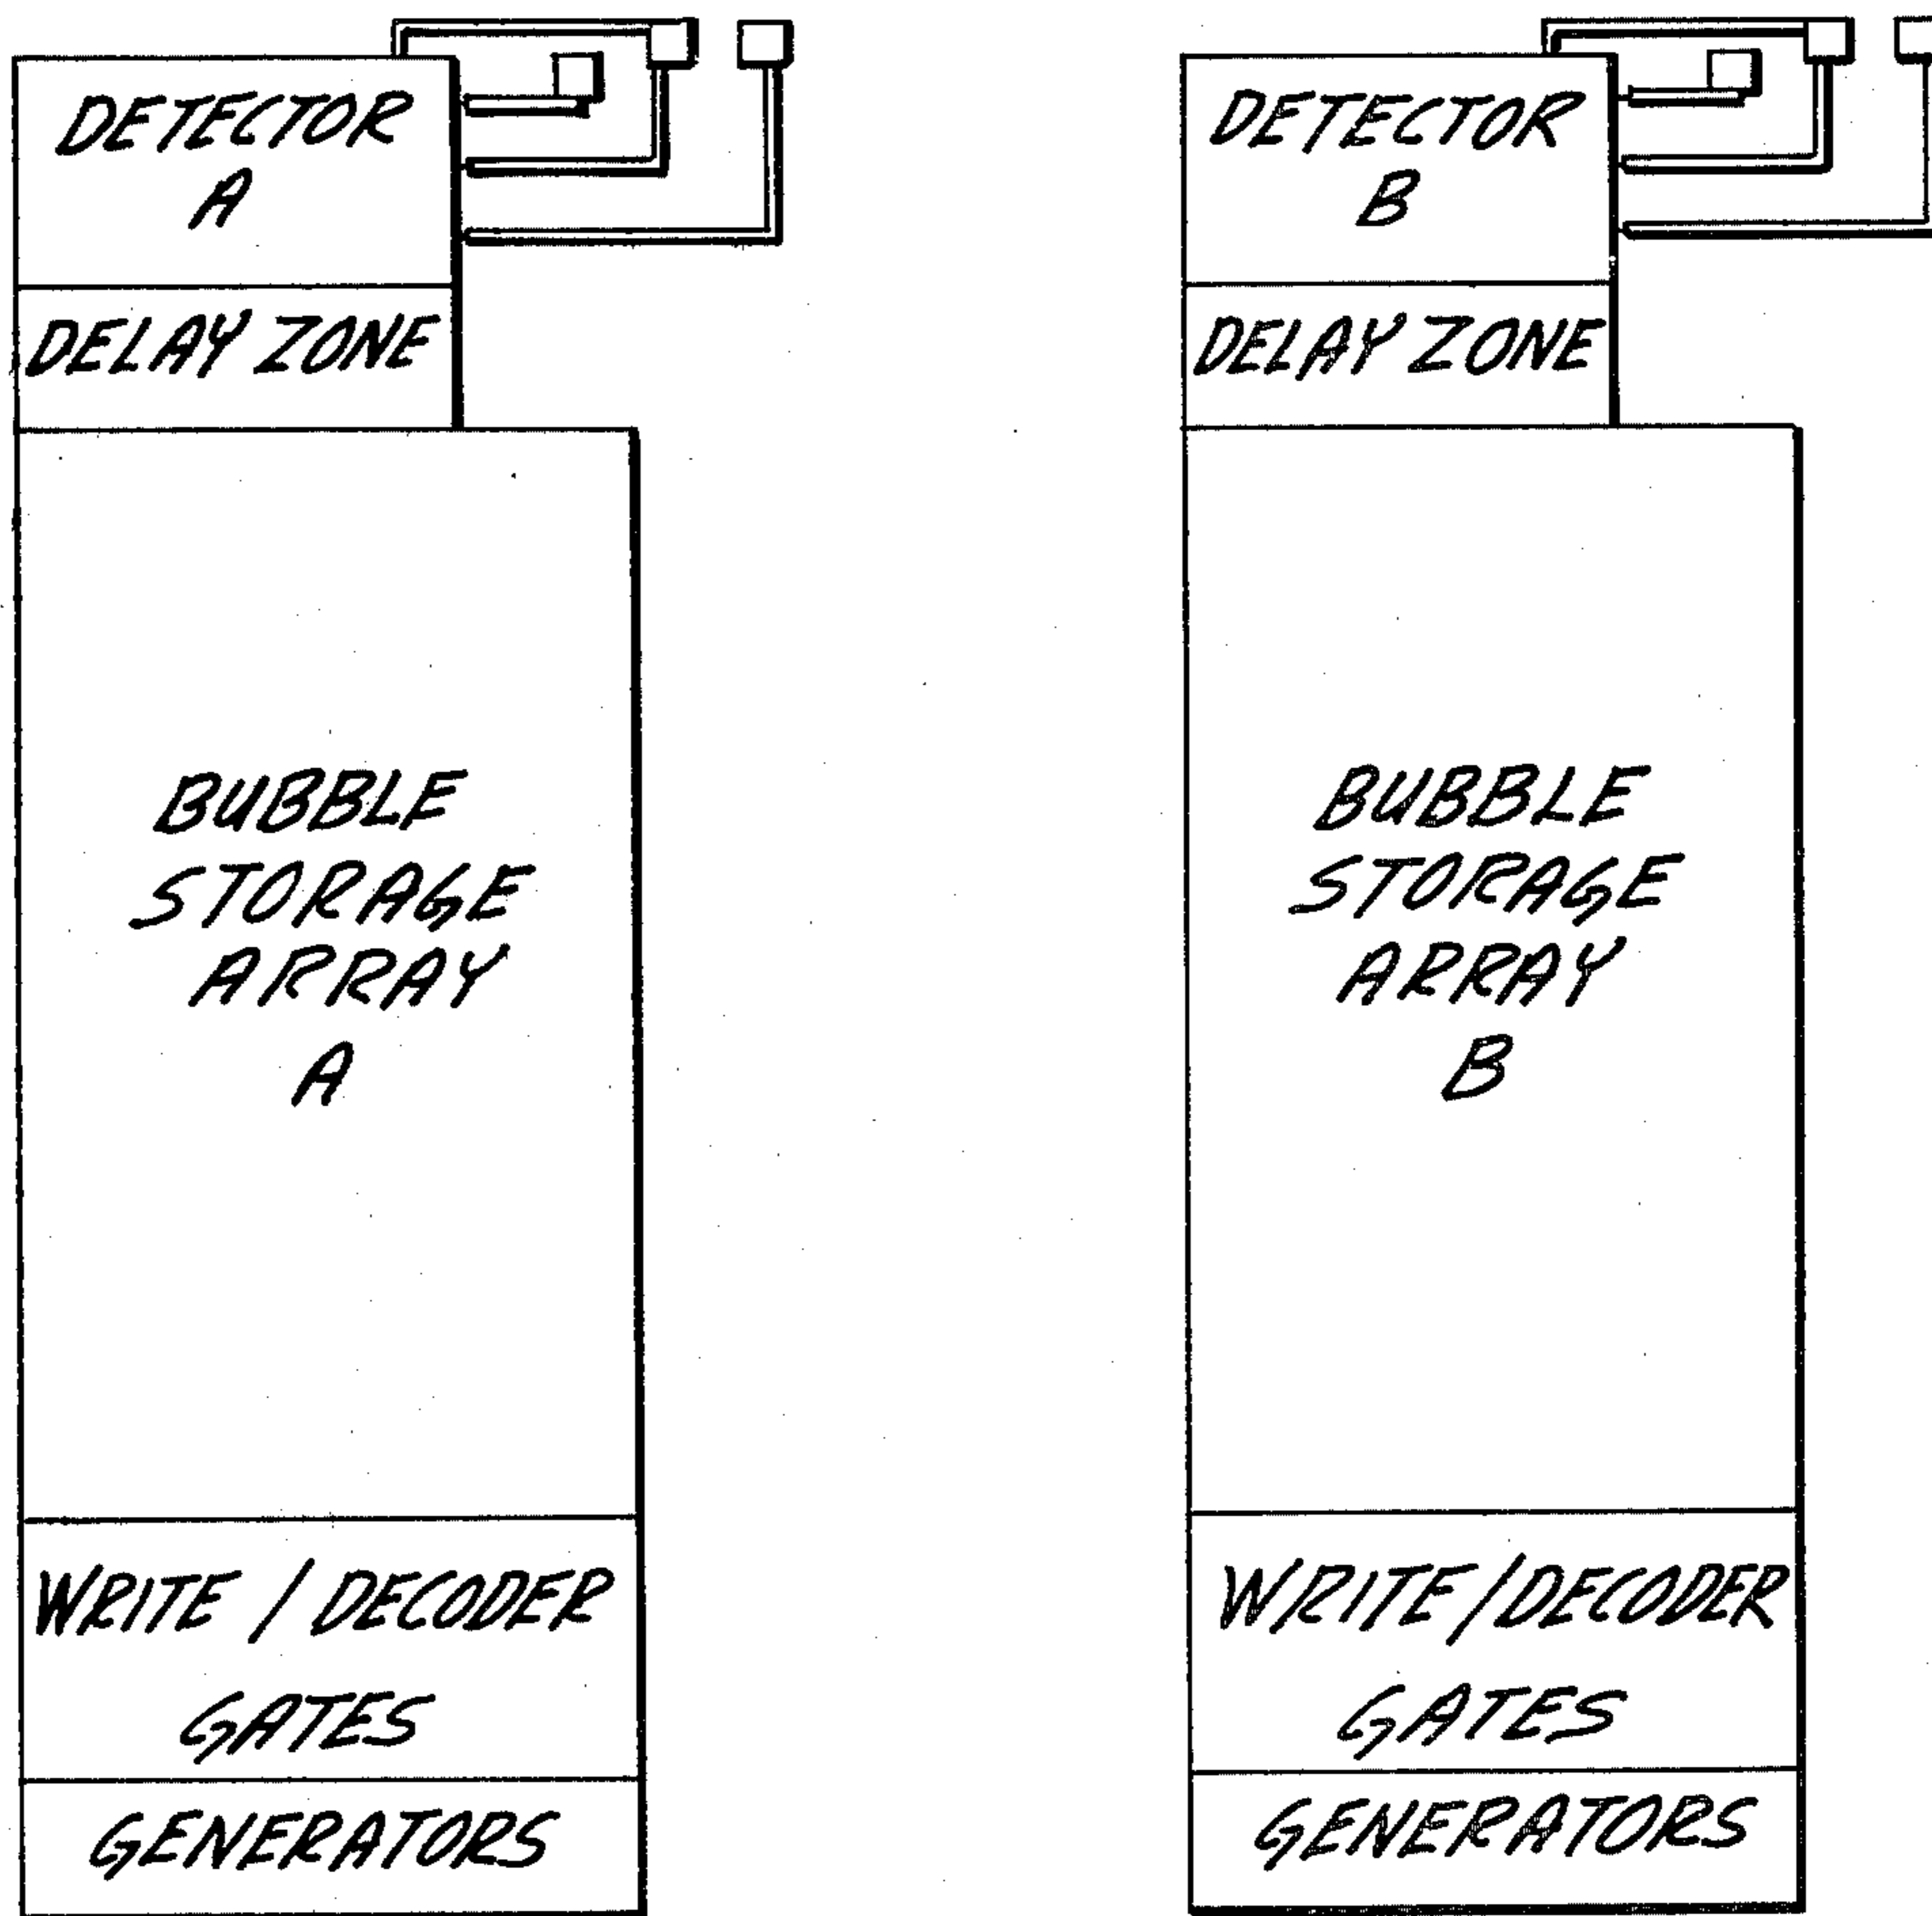 DETECTOR
A
DELAY ZONE
BUBBLE
STORAGE
ARRAY
A
WRITE / DECODER
GATES
GENERATORS
DETECTOR
B
DELAY ZONE
BUBBLE
STORAGE
ARRAY
B
WRITE/DECODER
GATES
GENERATORS